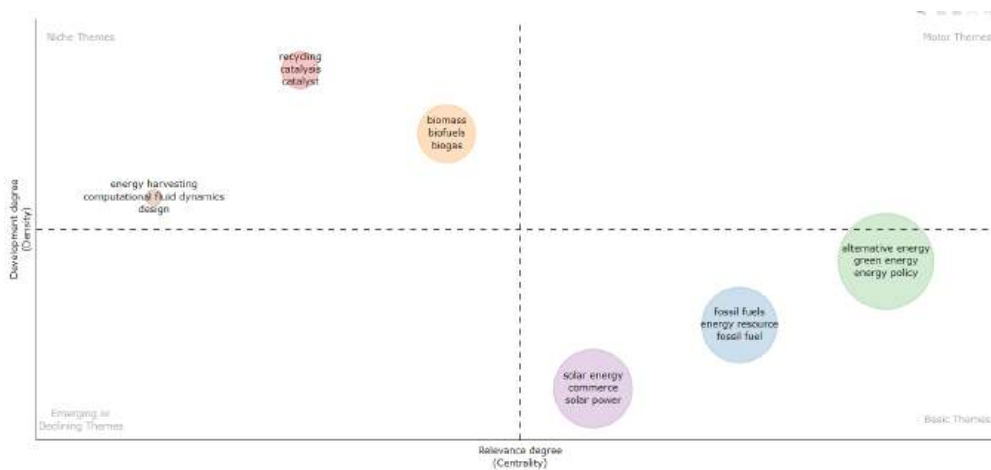 Niche Themes
Motor Themes
recycling
catalysis
catalyst
biomass
biofuels
biogas
energy harvesting
computational fluid dynamics
design
Development degree
(Density)
alternative energy
green energy
energy policy
fossil fuels
energy resource
fossil fuel
solar energy
commerce
solar power
Emerging or
Declining Themes
Basic Themes
Relevance degree
(Centrality)